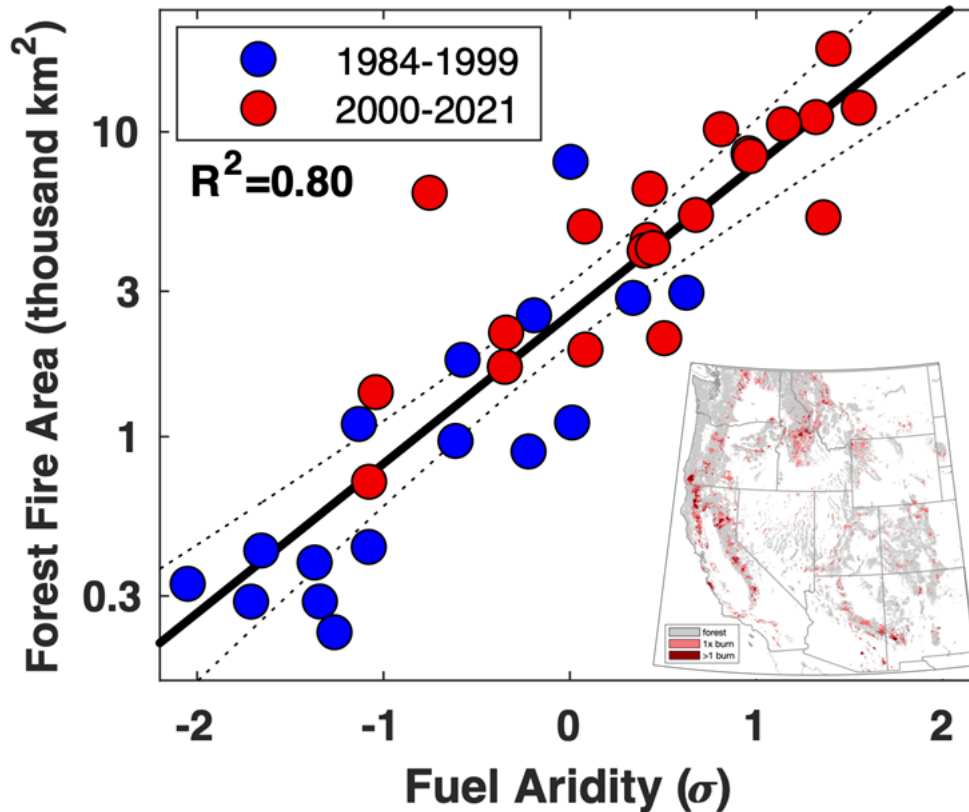 1984-1999
2000-2021
R²=0.80
Forest Fire Area (thousand km²)
10
3
1
0.3
-2 -1 0 1 2
Fuel Aridity (σ)
forest
1x burn
>1 burn